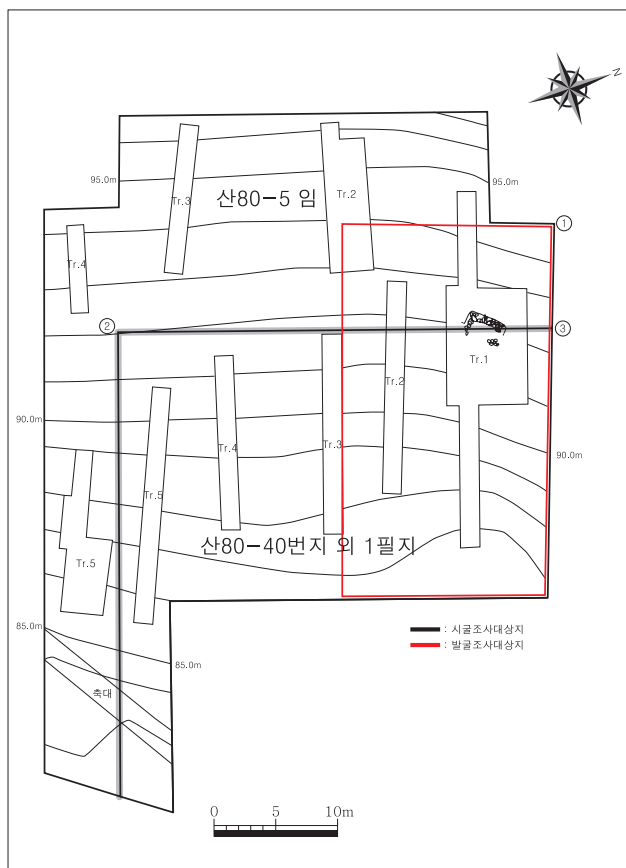 N
①
95.0m
95.0m
Tr.3
산80-5 임
Tr.2
Tr.4
②
③
Tr.1
Tr.2
90.0m
Tr.4
Tr.3
90.0m
Tr.5
산80-40번지 외 1필지
Tr.5
85.0m
: 시굴조사대상지
: 발굴조사대상지
85.0m
축대
0 5 10m